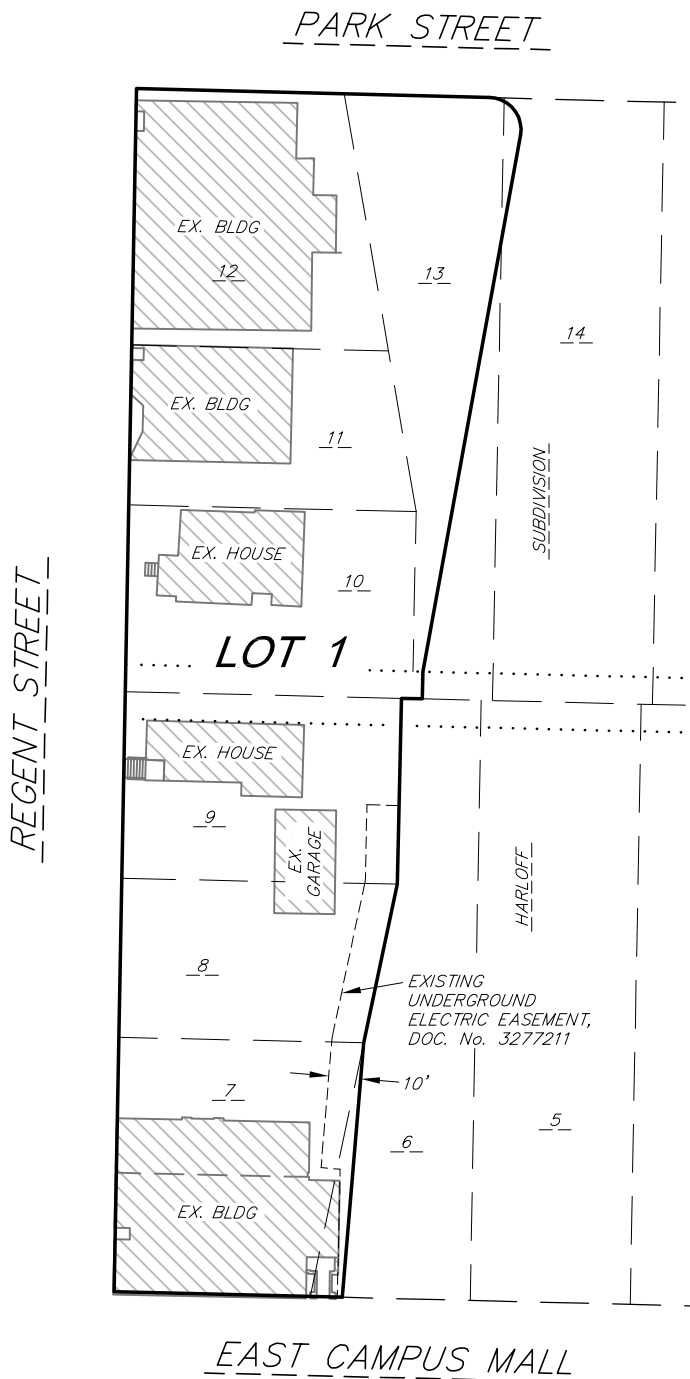 PARK STREET
EX. BLDG
12
13
14
EX. BLDG
11
SUBDIVISION
EX. HOUSE
10
LOT 1
REGENT STREET
EX. HOUSE
9
EX.
GARAGE
HARLOFF
8
EXISTING
UNDERGROUND
ELECTRIC EASEMENT,
DOC. No. 3277211
10'
7
6
5
EX. BLDG
EAST CAMPUS MALL